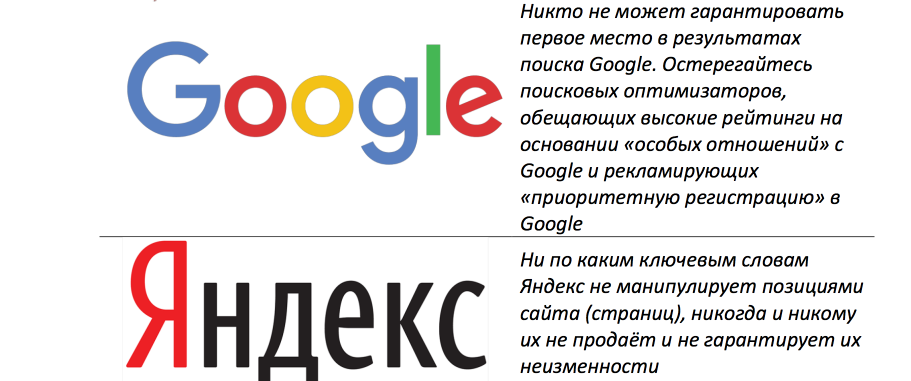 Google
Никто не может гарантировать
первое место в результатах
поиска Google. Остерегайтесь
поисковых оптимизаторов,
обещающих высокие рейтинги на
основании «особых отношений» с
Google и рекламирующих
«приоритетную регистрацию» в
Google
Яндекс
Ни по каким ключевым словам
Яндекс не манипулирует позициями
сайта (страниц), никогда и никому
их не продаёт и не гарантирует их
неизменности